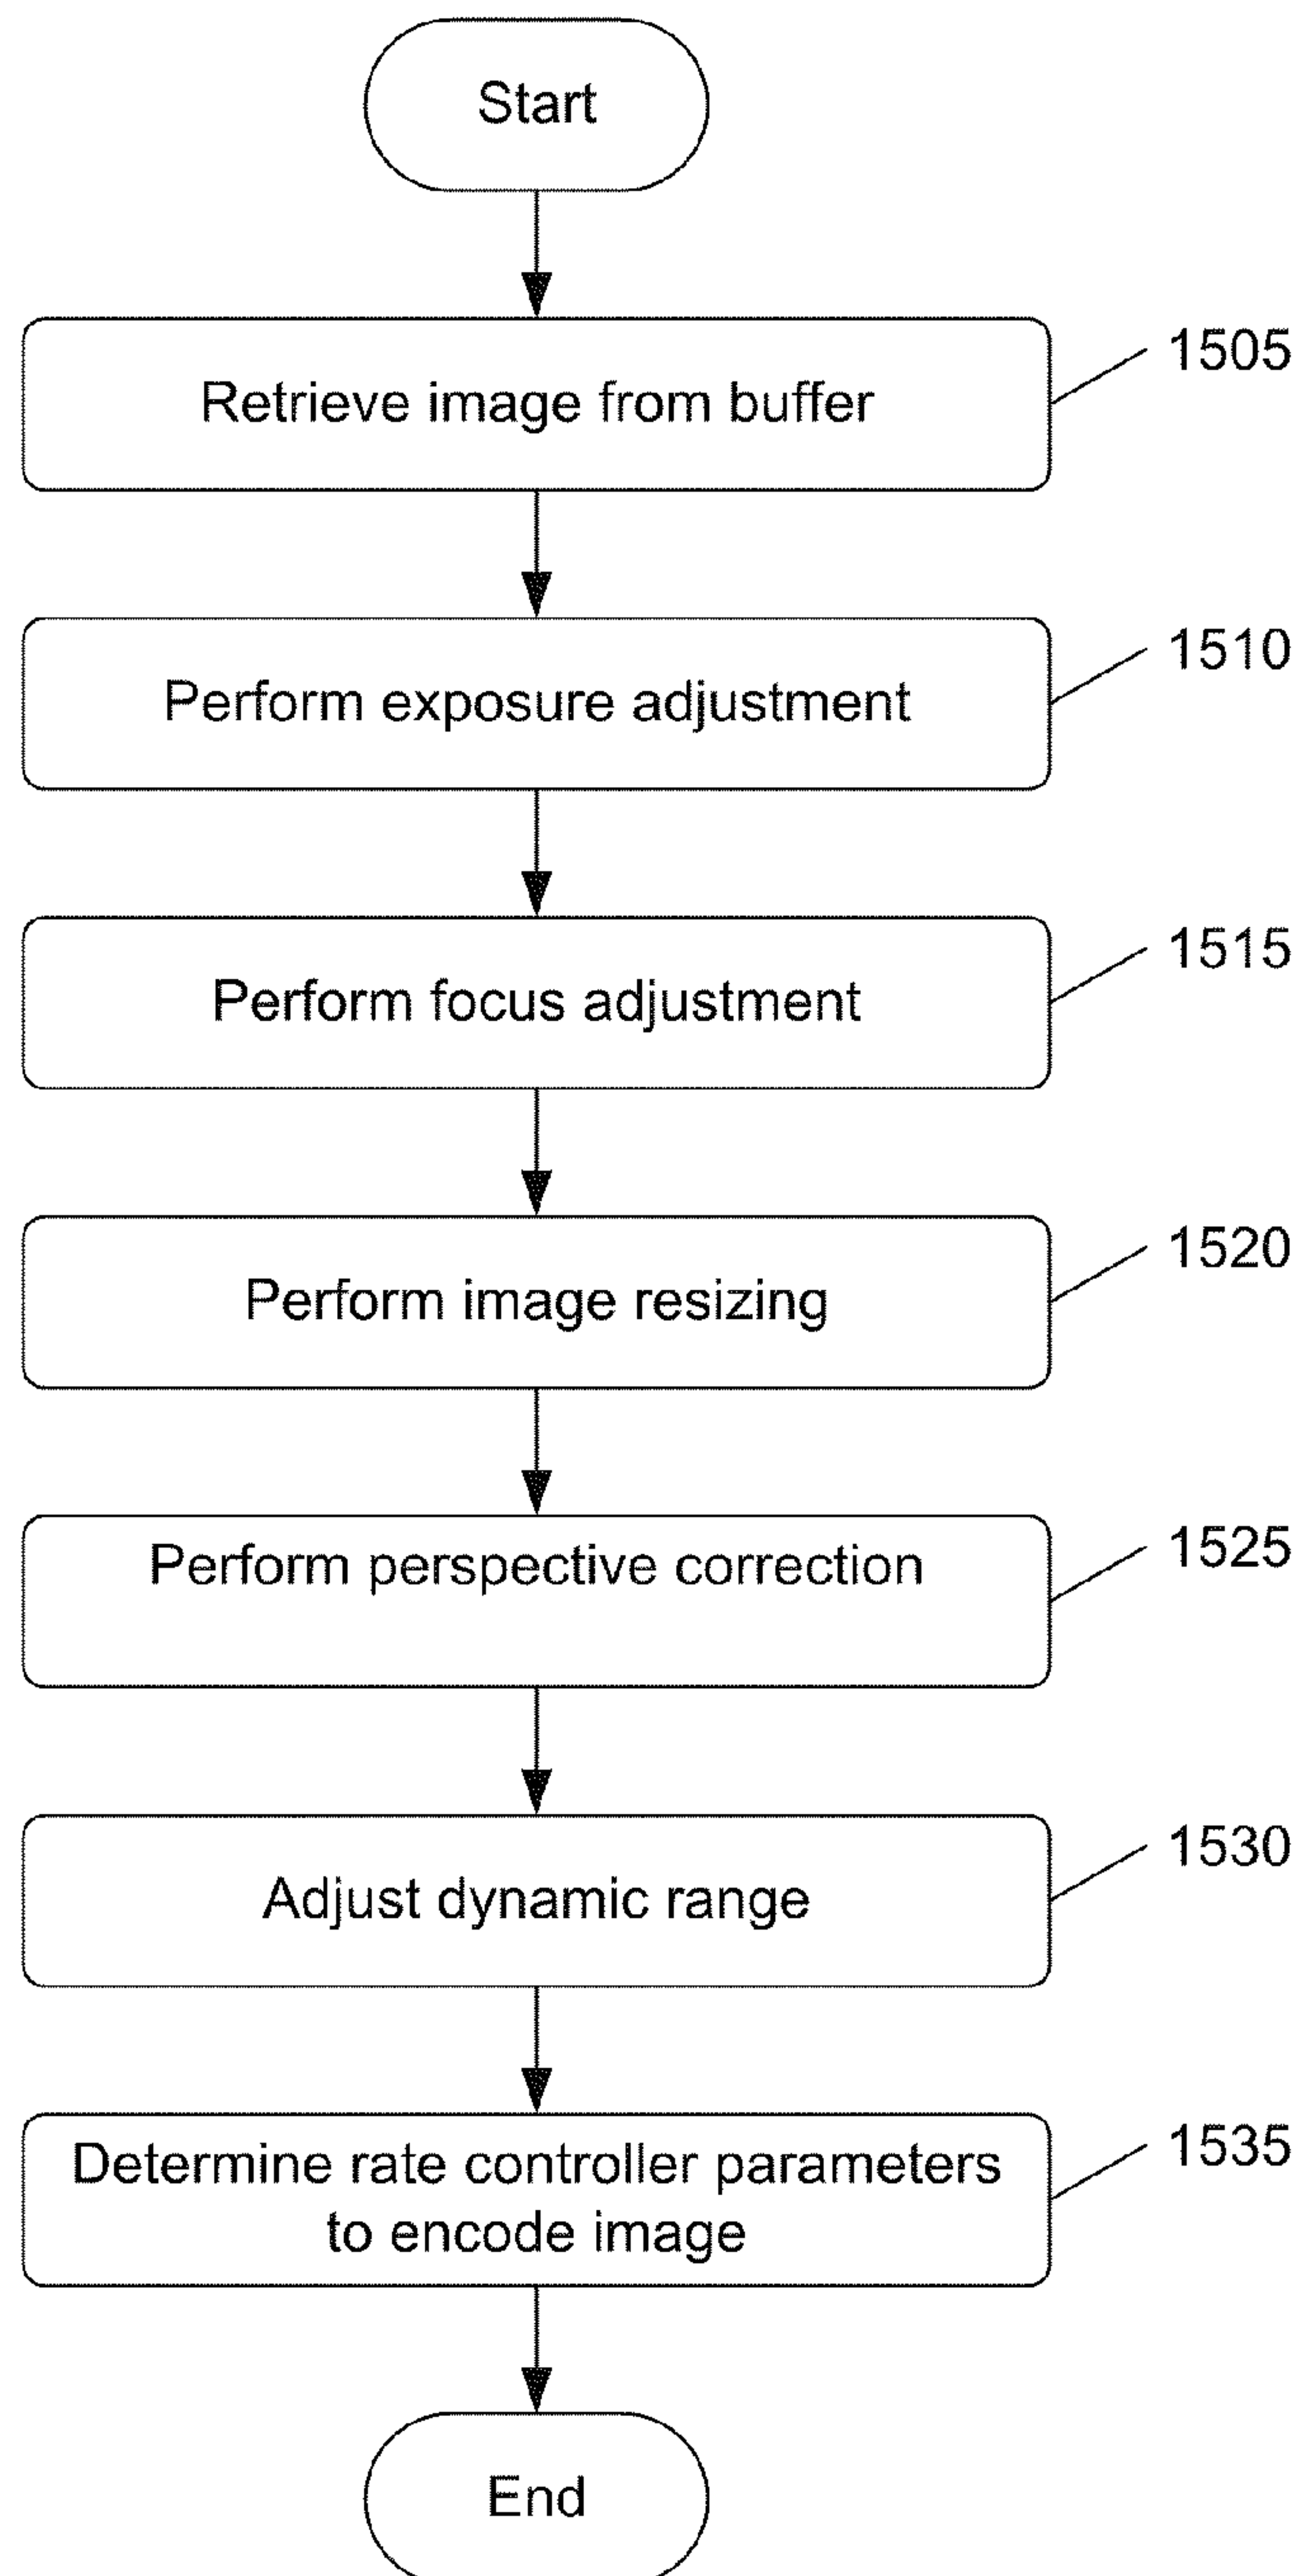 Start
Retrieve image from buffer
1505
Perform exposure adjustment
1510
Perform focus adjustment
1515
Perform image resizing
1520
Perform perspective correction
1525
Adjust dynamic range
1530
Determine rate controller parameters
to encode image
1535
End